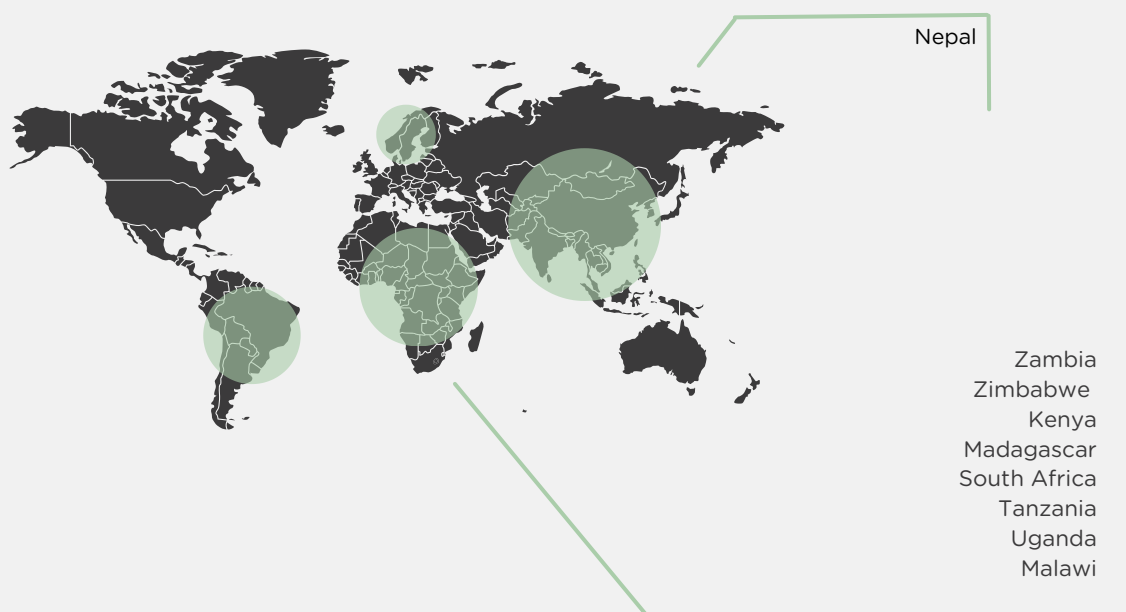 Nepal
Zambia
Zimbabwe
Kenya
Madagascar
South Africa
Tanzania
Uganda
Malawi